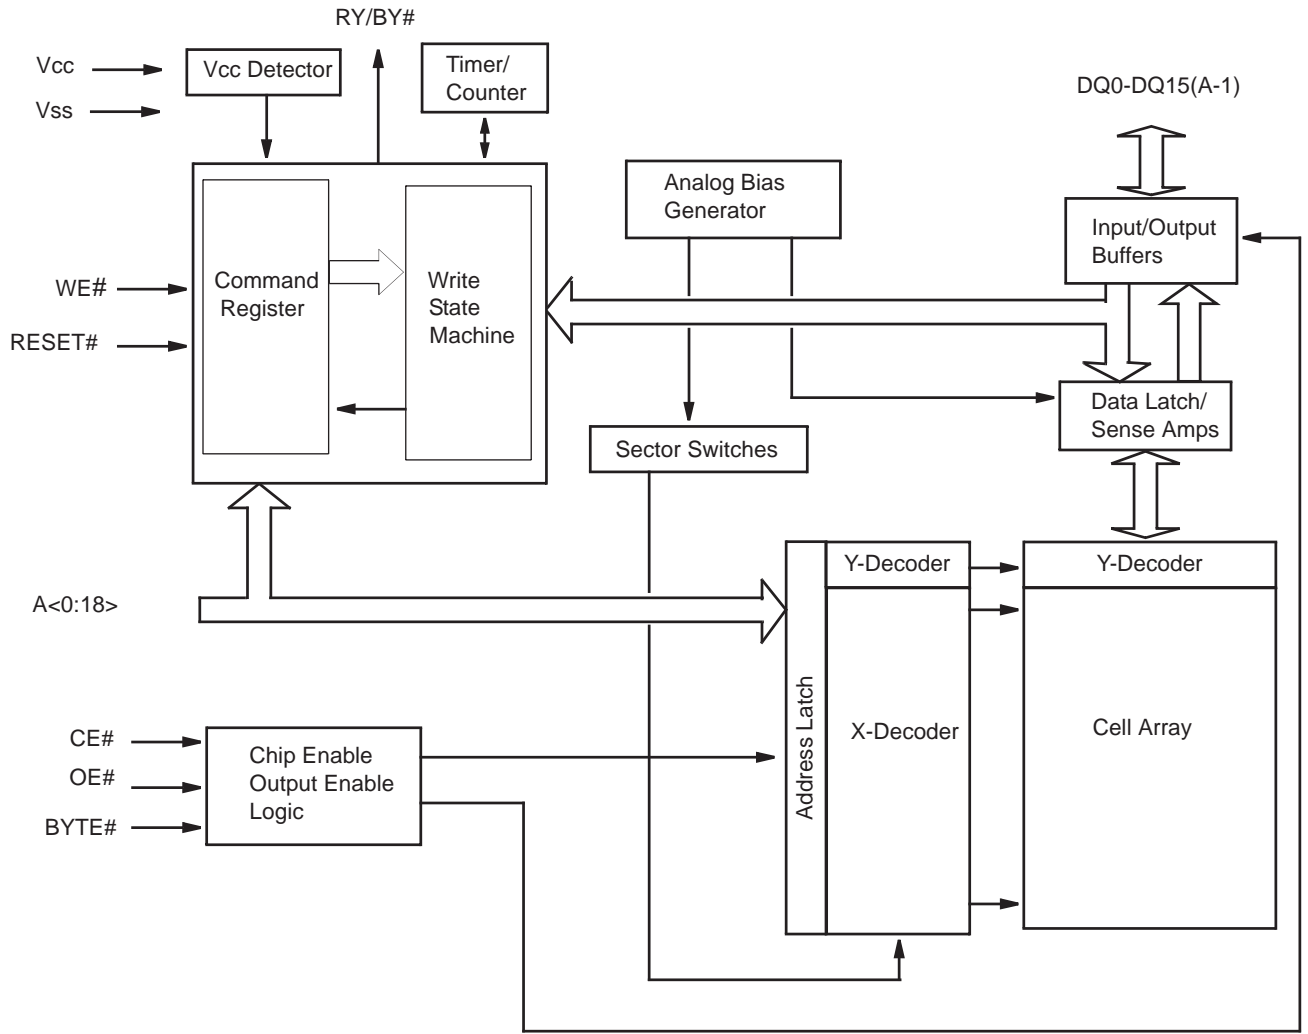 RY/BY#
Vcc
Vss
Vcc Detector
Timer/
Counter
DQ0-DQ15(A-1)
Analog Bias
Generator
Input/Output
Buffers
WE#
RESET#
Command
Register
Write
State
Machine
Data Latch/
Sense Amps
Sector Switches
A<0:18>
Y-Decoder
Y-Decoder
Address Latch
X-Decoder
Cell Array
CE#
OE#
BYTE#
Chip Enable
Output Enable
Logic